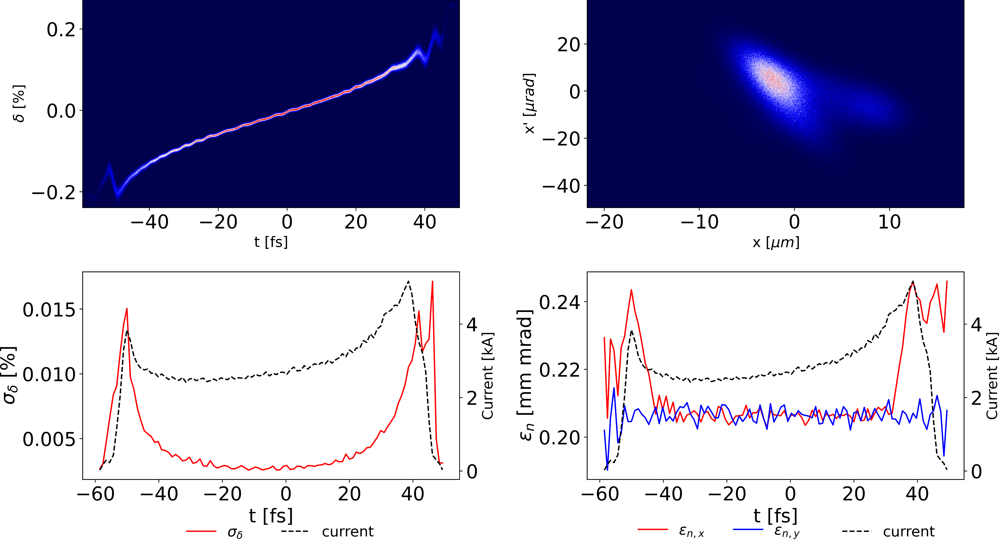 δ [%]
0.2
0.0
−0.2
−40 −20 0 20 40
t [fs]
x' [μrad]
20
0
−20
−40
−20 −10 0 10
x [μm]
σδ [%]
0.015
0.010
0.005
4
2
0
Current [kA]
−60 −40 −20 0 20 40
t [fs]
σδ current
εn [mm mrad]
0.24
0.22
0.20
4
2
0
Current [kA]
−60 −40 −20 0 20 40
t [fs]
εn, x εn, y current